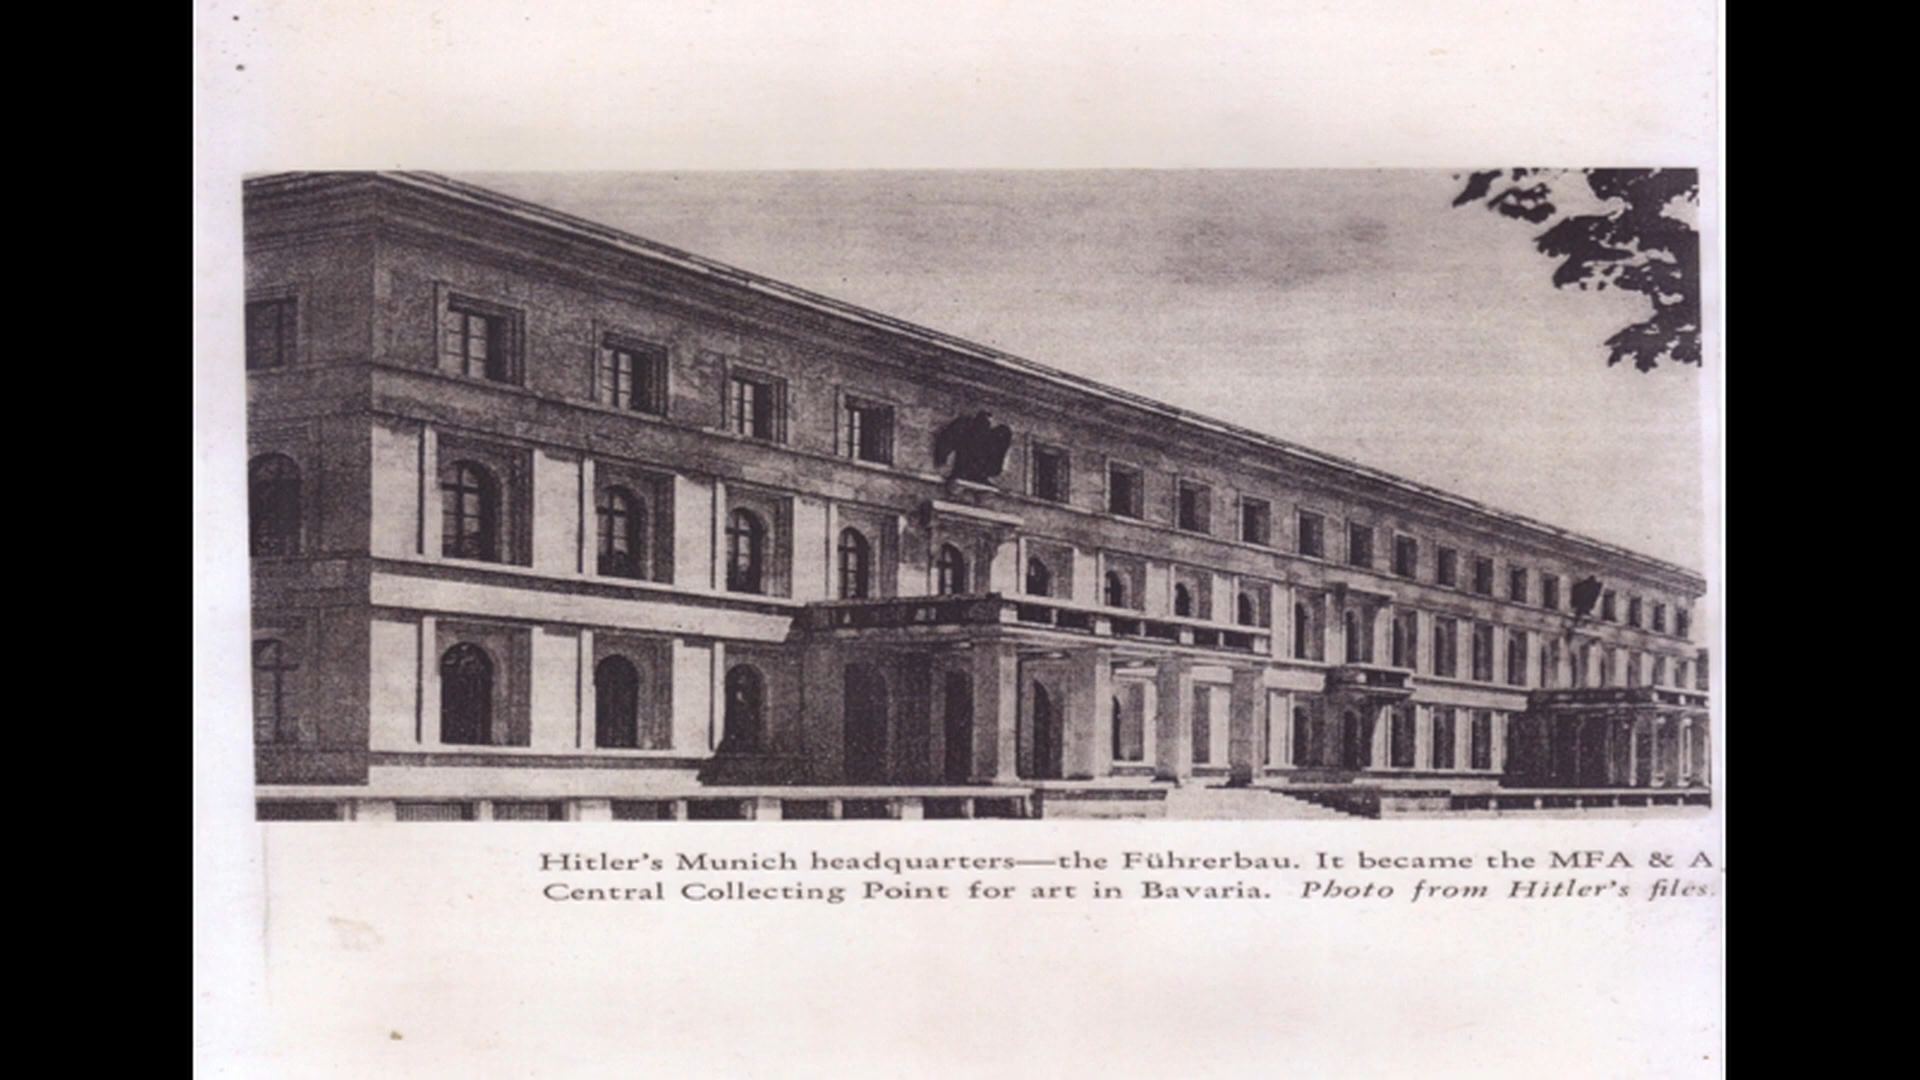 Hitler's Munich headquarters—the Führerbau. It became the MFA & A
Central Collecting Point for art in Bavaria. Photo from Hitler's files.